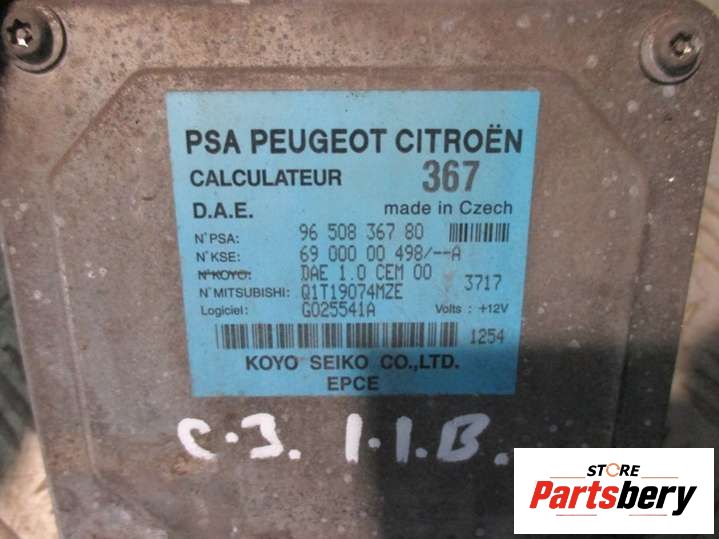 PSA PEUGEOT CITROËN
CALCULATEUR 367
D.A.E. made in Czech
N°PSA: 96 508 367 80
N°KSE: 69 000 00 498/--A
N°KOYO: DAE 1.0 CEM 00 3717
N°MITSUBISHI: Q1T19074MZE
Logiciel: G025541A Volts : +12V
1254
KOYO SEIKO CO.,LTD.
EPCE
C.3. 1.1.B.
STORE
Partsbery